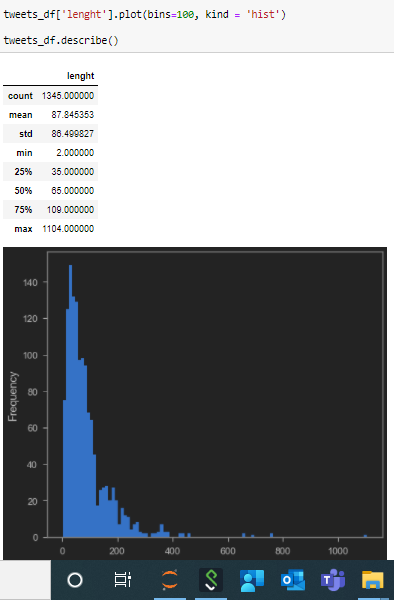 tweets_df['lenght'].plot(bins=100, kind = 'hist')
tweets_df.describe()
lenght
count 1345.000000
mean 87.845353
std 86.499827
min 2.000000
25% 35.000000
50% 65.000000
75% 109.000000
max 1104.000000
140
120
100
80
60
40
20
0
Frequency
0 200 400 600 800 1000